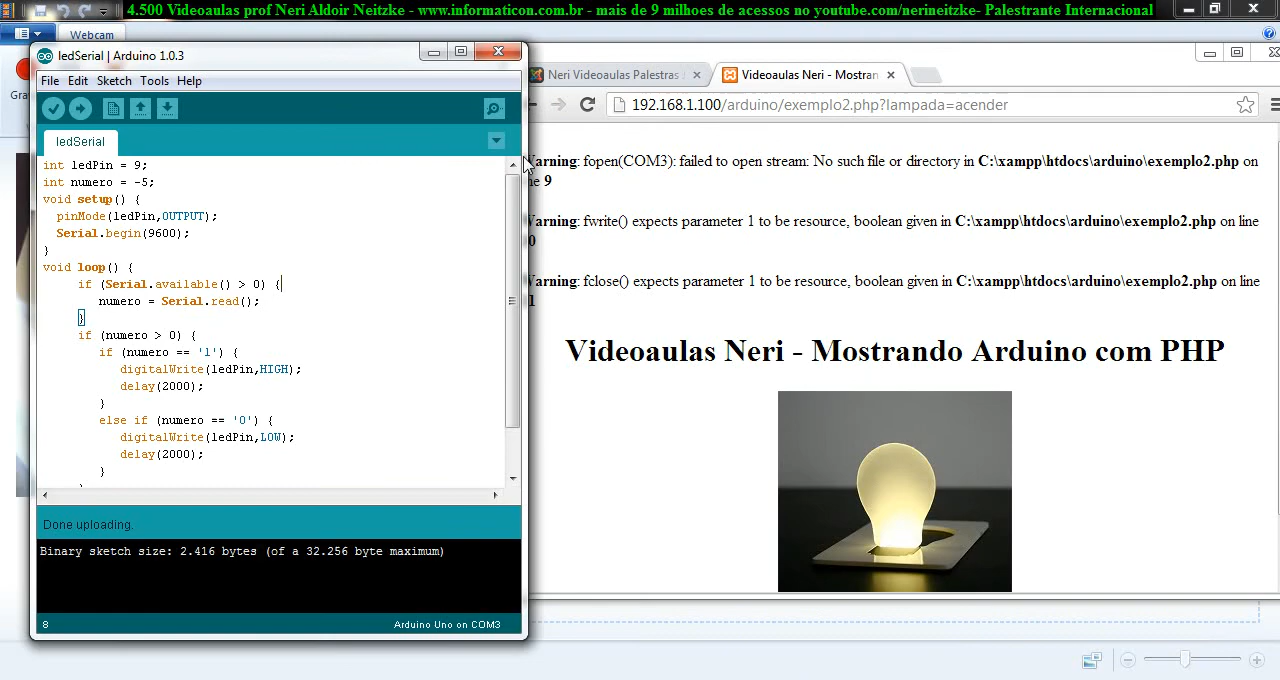 4.500 Videoaulas prof Neri Aldoir Neitzke - www.informaticon.com.br - mais de 9 milhoes de acessos no youtube.com/nerineitzke- Palestrante Internacional
Webcam
ledSerial | Arduino 1.0.3
File Edit Sketch Tools Help
ledSerial
int ledPin = 9;
int numero = -5;
void setup() {
pinMode(ledPin,OUTPUT);
Serial.begin(9600);
}
void loop() {
if (Serial.available() > 0) {
numero = Serial.read();
}
if (numero > 0) {
if (numero == '1') {
digitalWrite(ledPin,HIGH);
delay(2000);
}
else if (numero == '0') {
digitalWrite(ledPin,LOW);
delay(2000);
}
Done uploading.
Binary sketch size: 2.416 bytes (of a 32.256 byte maximum)
8
Arduino Uno on COM3
Neri Videoaulas Palestras
Videoaulas Neri - Mostran
192.168.1.100/arduino/exemplo2.php?lampada=acender
arning: fopen(COM3): failed to open stream: No such file or directory in C:\xampp\htdocs\arduino\exemplo2.php on
ne 9
arning: fwrite() expects parameter 1 to be resource, boolean given in C:\xampp\htdocs\arduino\exemplo2.php on line
0
arning: fclose() expects parameter 1 to be resource, boolean given in C:\xampp\htdocs\arduino\exemplo2.php on line
1
Videoaulas Neri - Mostrando Arduino com PHP